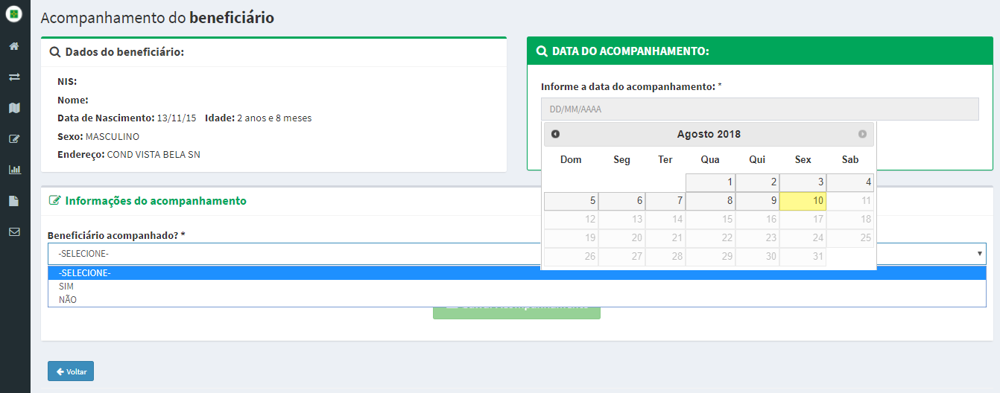 Acompanhamento do beneficiário
Dados do beneficiário:
NIS:
Nome:
Data de Nascimento: 13/11/15 Idade: 2 anos e 8 meses
Sexo: MASCULINO
Endereço: COND VISTA BELA SN
DATA DO ACOMPANHAMENTO:
Informe a data do acompanhamento: *
DD/MM/AAAA
Agosto 2018
Dom Seg Ter Qua Qui Sex Sab
1 2 3 4
5 6 7 8 9 10 11
12 13 14 15 16 17 18
19 20 21 22 23 24 25
26 27 28 29 30 31
Informações do acompanhamento
Beneficiário acompanhado? *
-SELECIONE-
-SELECIONE-
SIM
NÃO
Voltar